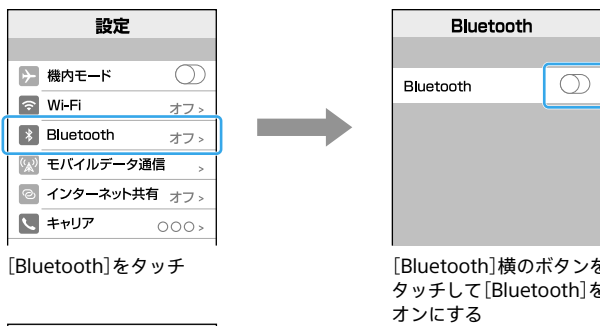 設定
機内モード
Wi-Fi オフ >
Bluetooth オフ >
モバイルデータ通信 >
インターネット共有 オフ >
キャリア ○○○ >
[Bluetooth]をタッチ
Bluetooth
Bluetooth
[Bluetooth]横のボタンを
タッチして[Bluetooth]を
オンにする